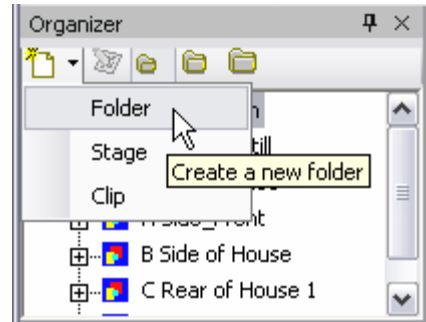 Organizer
Folder
Stage
Create a new folder
Clip
B Side of House
C Rear of House 1